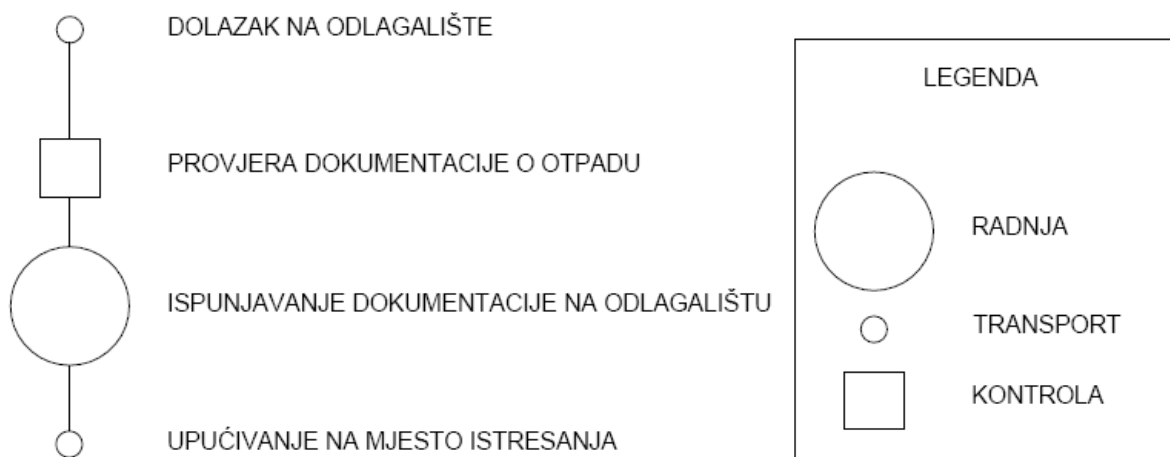 DOLAZAK NA ODLAGALIŠTE
PROVJERA DOKUMENTACIJE O OTPADU
ISPUNJAVANJE DOKUMENTACIJE NA ODLAGALIŠTU
UPUĆIVANJE NA MJESTO ISTRESANJA
LEGENDA
RADNJA
TRANSPORT
KONTROLA